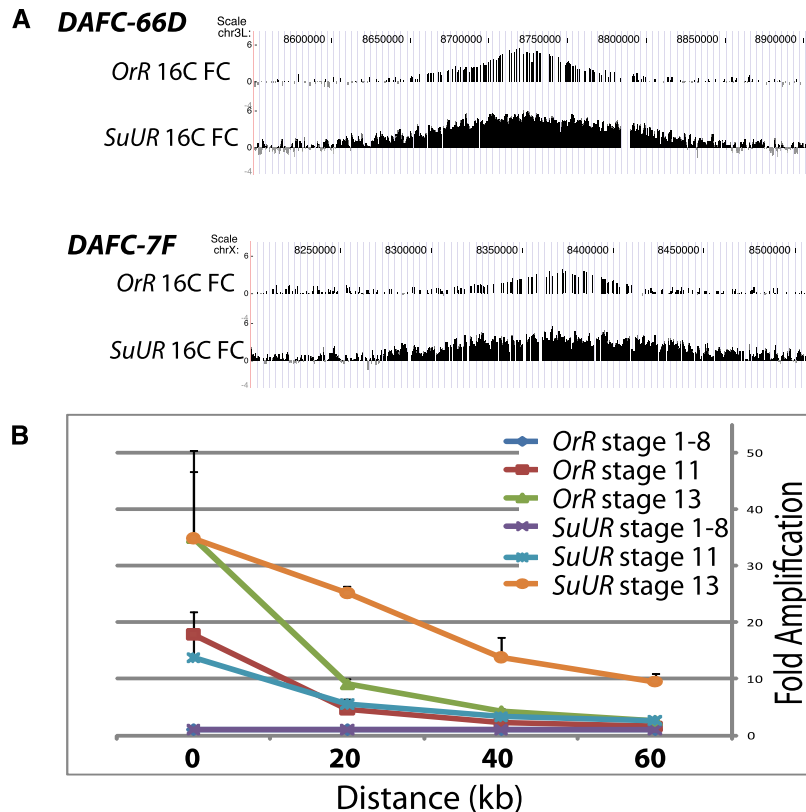 A
DAFC-66D
Scale
chr3L:
8600000 8650000 8700000 8750000 8800000 8850000 8900000
6
OrR 16C FC
0
-4
6
SuUR 16C FC
0
-4
DAFC-7F
Scale
chrX:
8250000 8300000 8350000 8400000 8450000 8500000
6
OrR 16C FC
0
-4
6
SuUR 16C FC
0
-4
B
OrR stage 1-8
OrR stage 11
OrR stage 13
SuUR stage 1-8
SuUR stage 11
SuUR stage 13
50
40
30
20
10
0
Fold Amplification
0 20 40 60
Distance (kb)